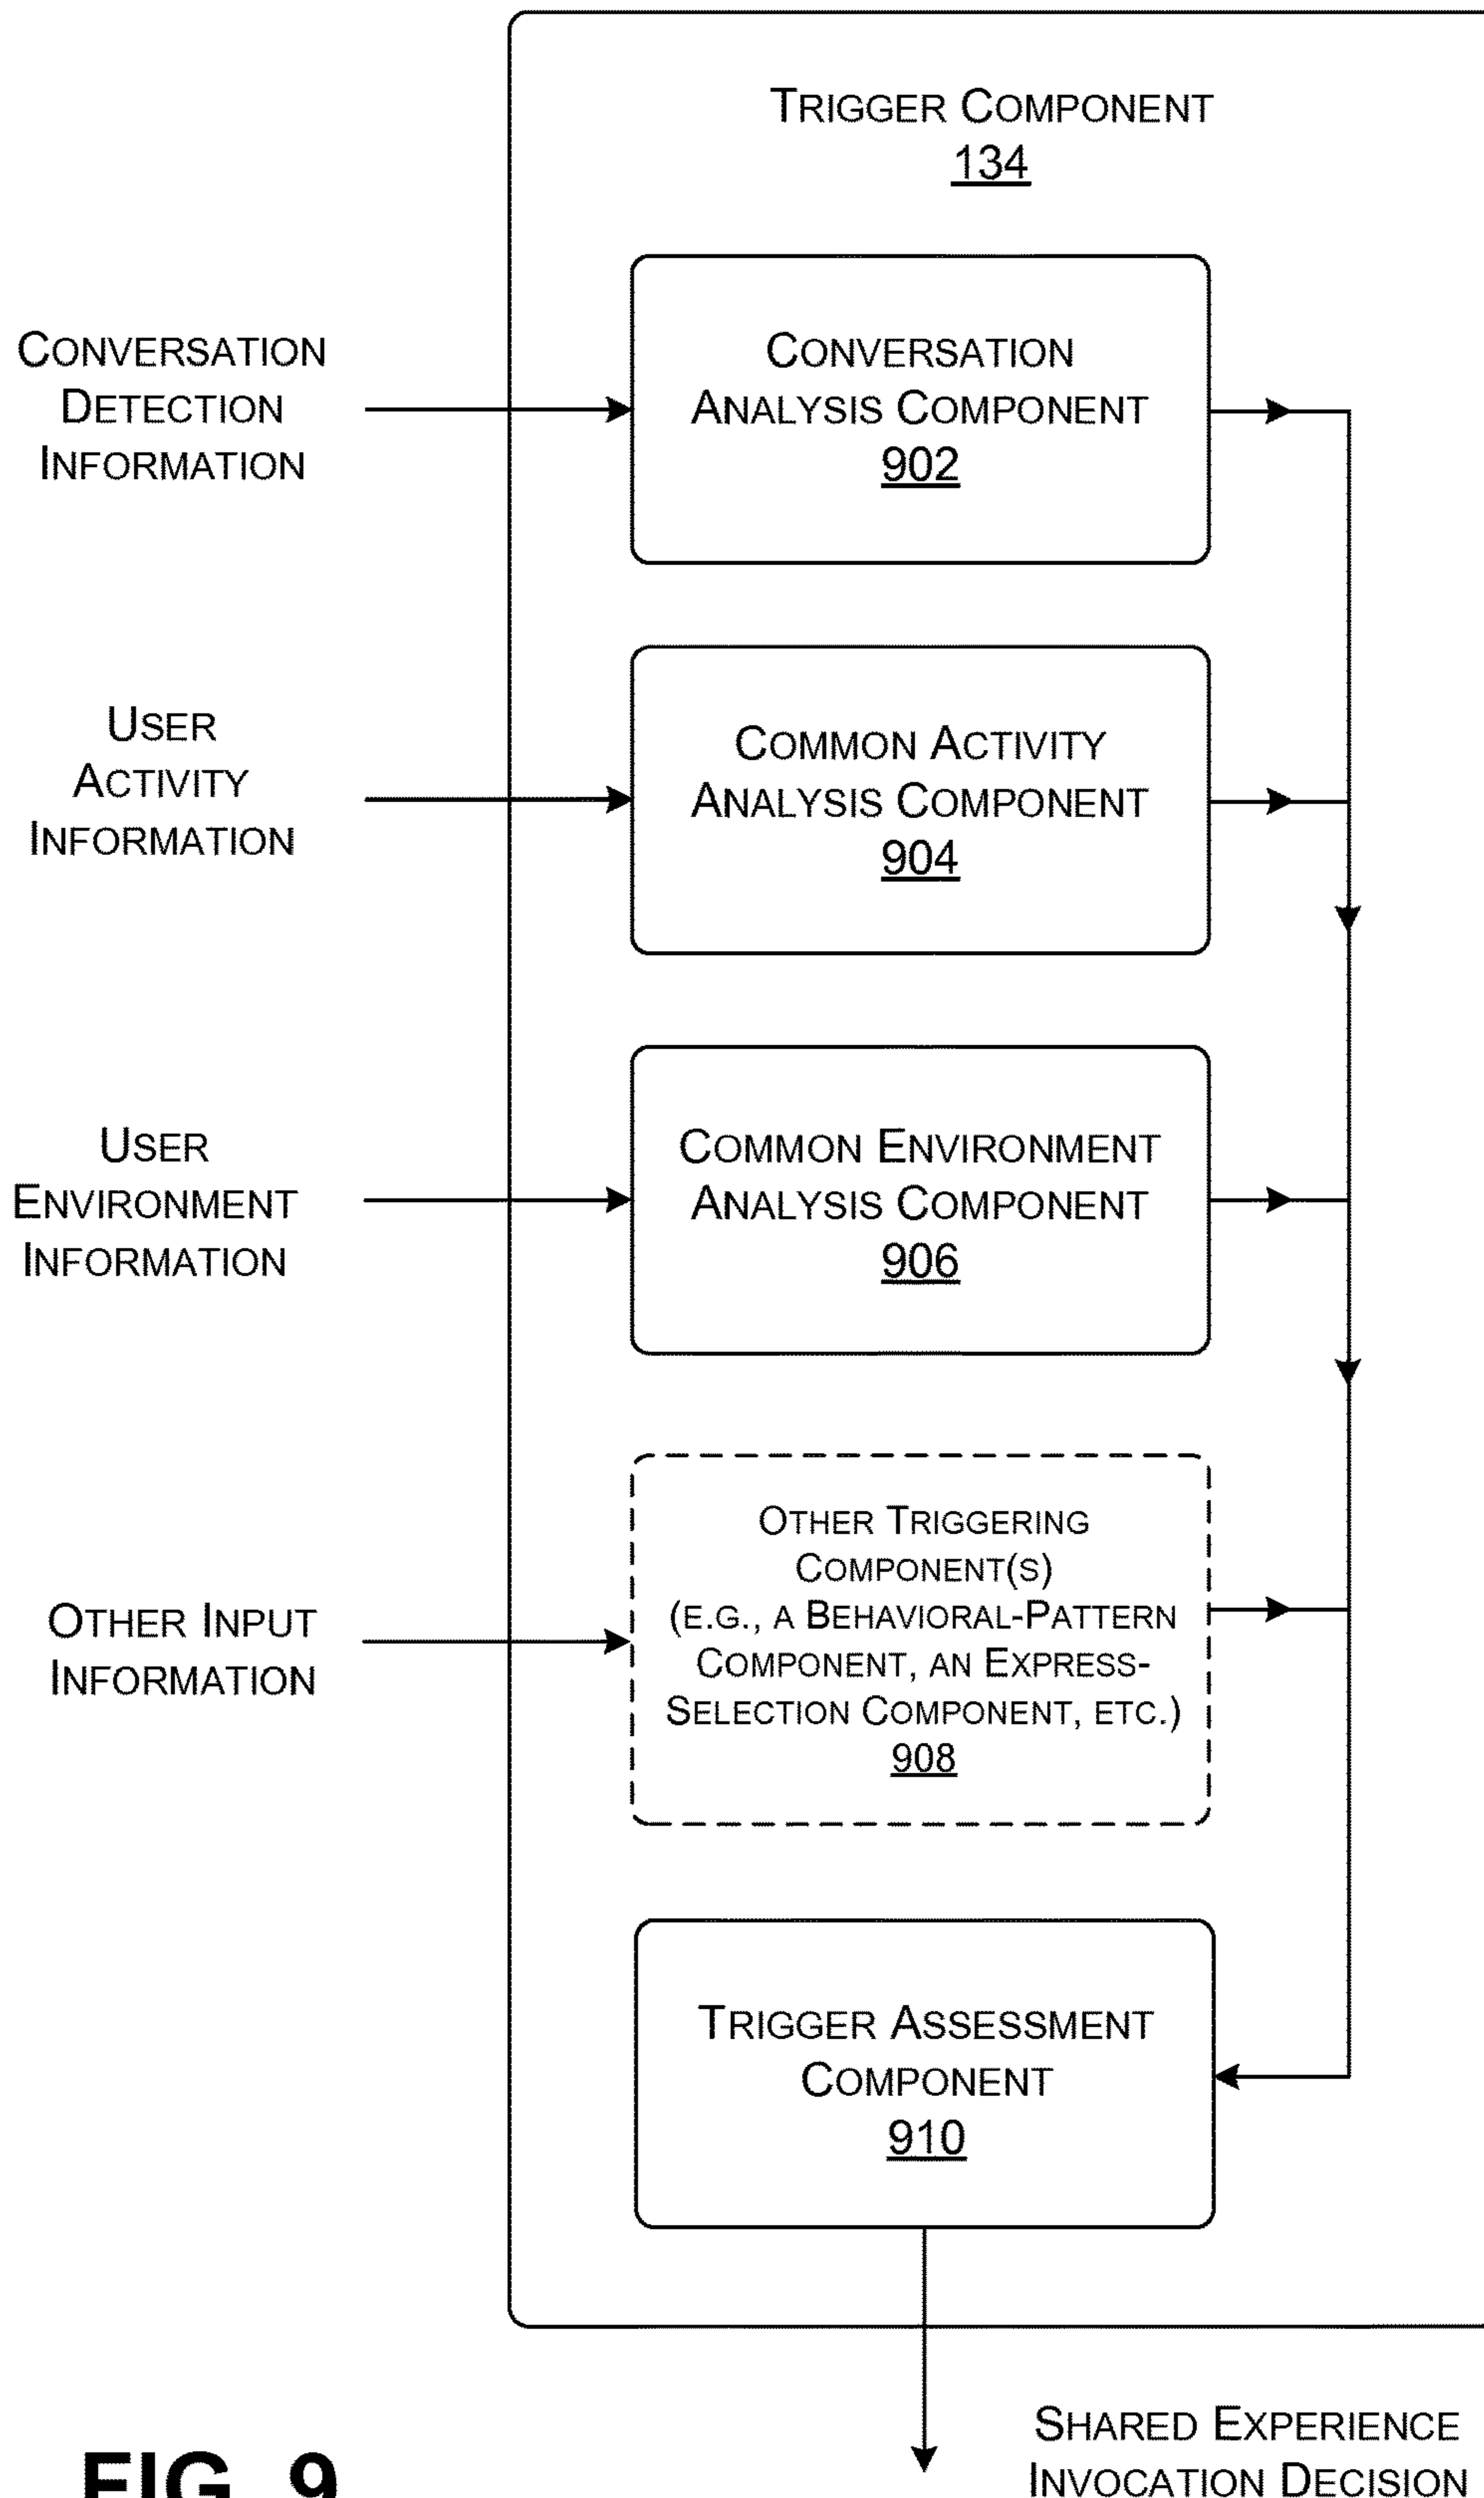 TRIGGER COMPONENT
134
CONVERSATION
DETECTION
INFORMATION
CONVERSATION
ANALYSIS COMPONENT
902
USER
ACTIVITY
INFORMATION
COMMON ACTIVITY
ANALYSIS COMPONENT
904
USER
ENVIRONMENT
INFORMATION
COMMON ENVIRONMENT
ANALYSIS COMPONENT
906
OTHER INPUT
INFORMATION
OTHER TRIGGERING
COMPONENT(S)
(E.G., A BEHAVIORAL-PATTERN
COMPONENT, AN EXPRESS-
SELECTION COMPONENT, ETC.)
908
TRIGGER ASSESSMENT
COMPONENT
910
SHARED EXPERIENCE
INVOCATION DECISION
FIG. 9